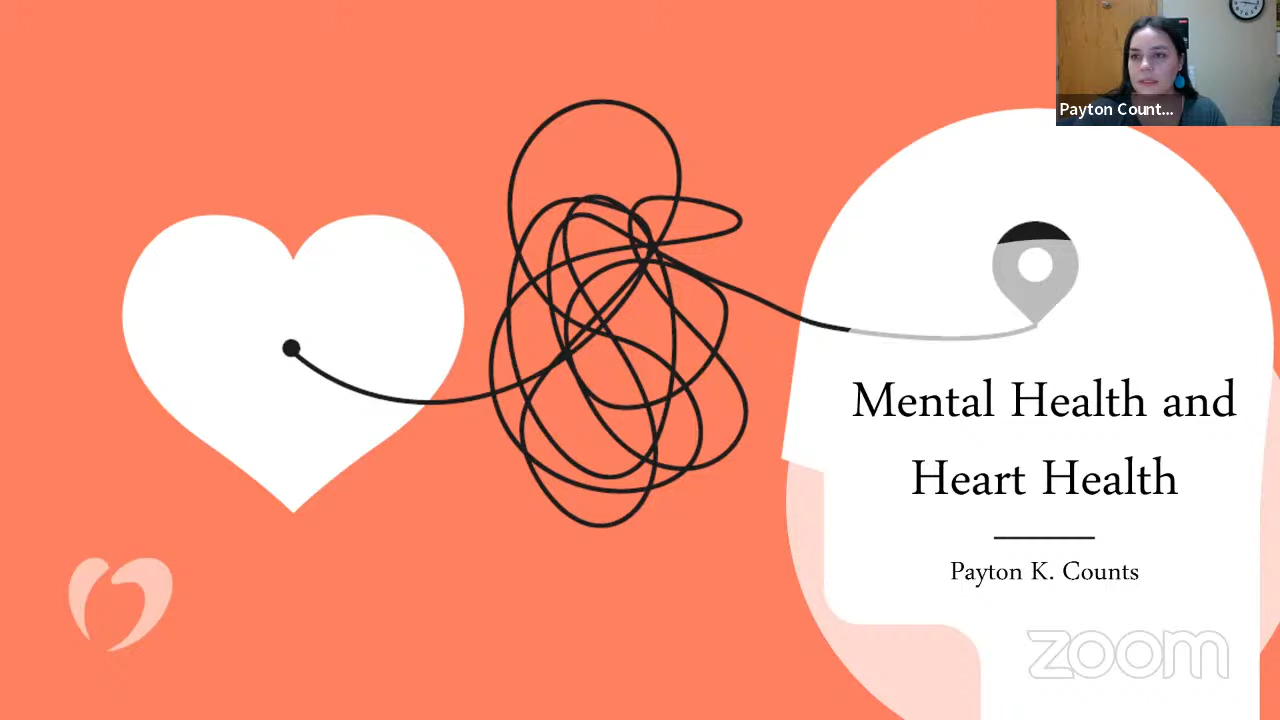 Payton Count...
Mental Health and
Heart Health
Payton K. Counts
zoom